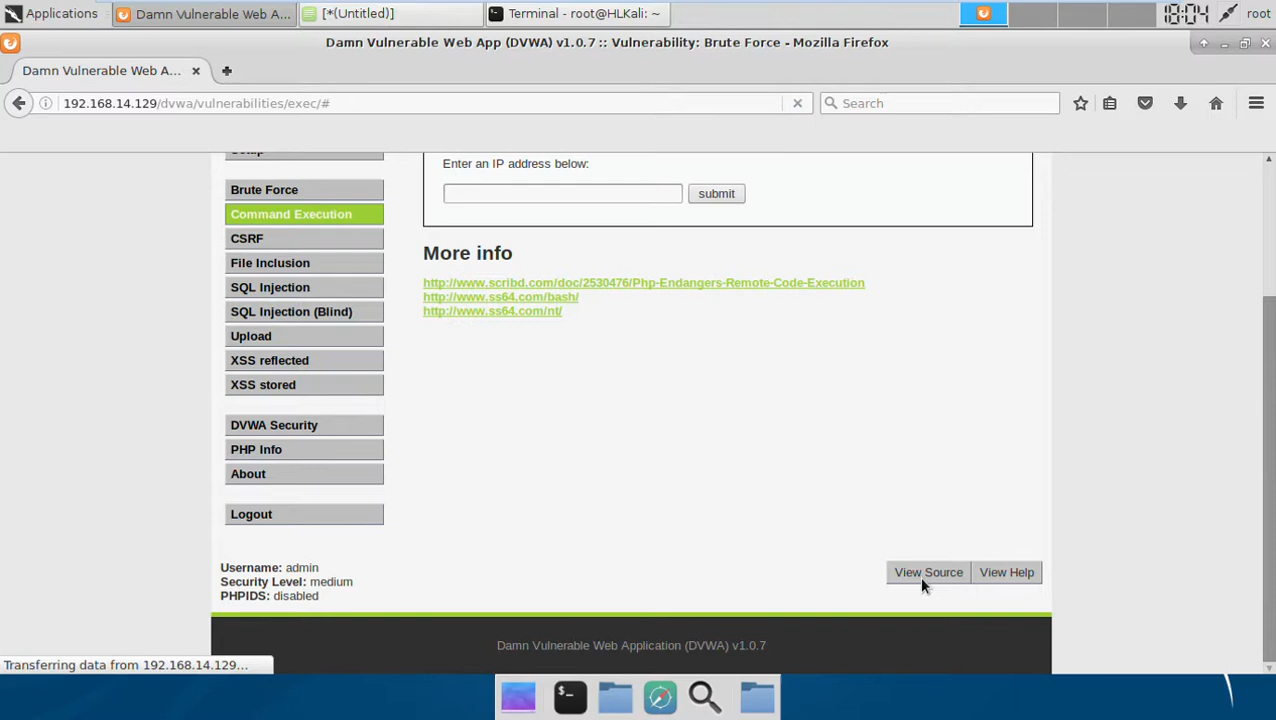 Applications
Damn Vulnerable Web A...
[*(Untitled)]
Terminal - root@HLKali: ~
18:04
root
Damn Vulnerable Web App (DVWA) v1.0.7 :: Vulnerability: Brute Force - Mozilla Firefox
Damn Vulnerable Web A...
192.168.14.129/dvwa/vulnerabilities/exec/#
Search
Setup
Brute Force
Command Execution
CSRF
File Inclusion
SQL Injection
SQL Injection (Blind)
Upload
XSS reflected
XSS stored
DVWA Security
PHP Info
About
Logout
Enter an IP address below:
submit
More info
http://www.scribd.com/doc/2530476/Php-Endangers-Remote-Code-Execution
http://www.ss64.com/bash/
http://www.ss64.com/nt/
Username: admin
Security Level: medium
PHPIDS: disabled
View Source
View Help
Damn Vulnerable Web Application (DVWA) v1.0.7
Transferring data from 192.168.14.129...